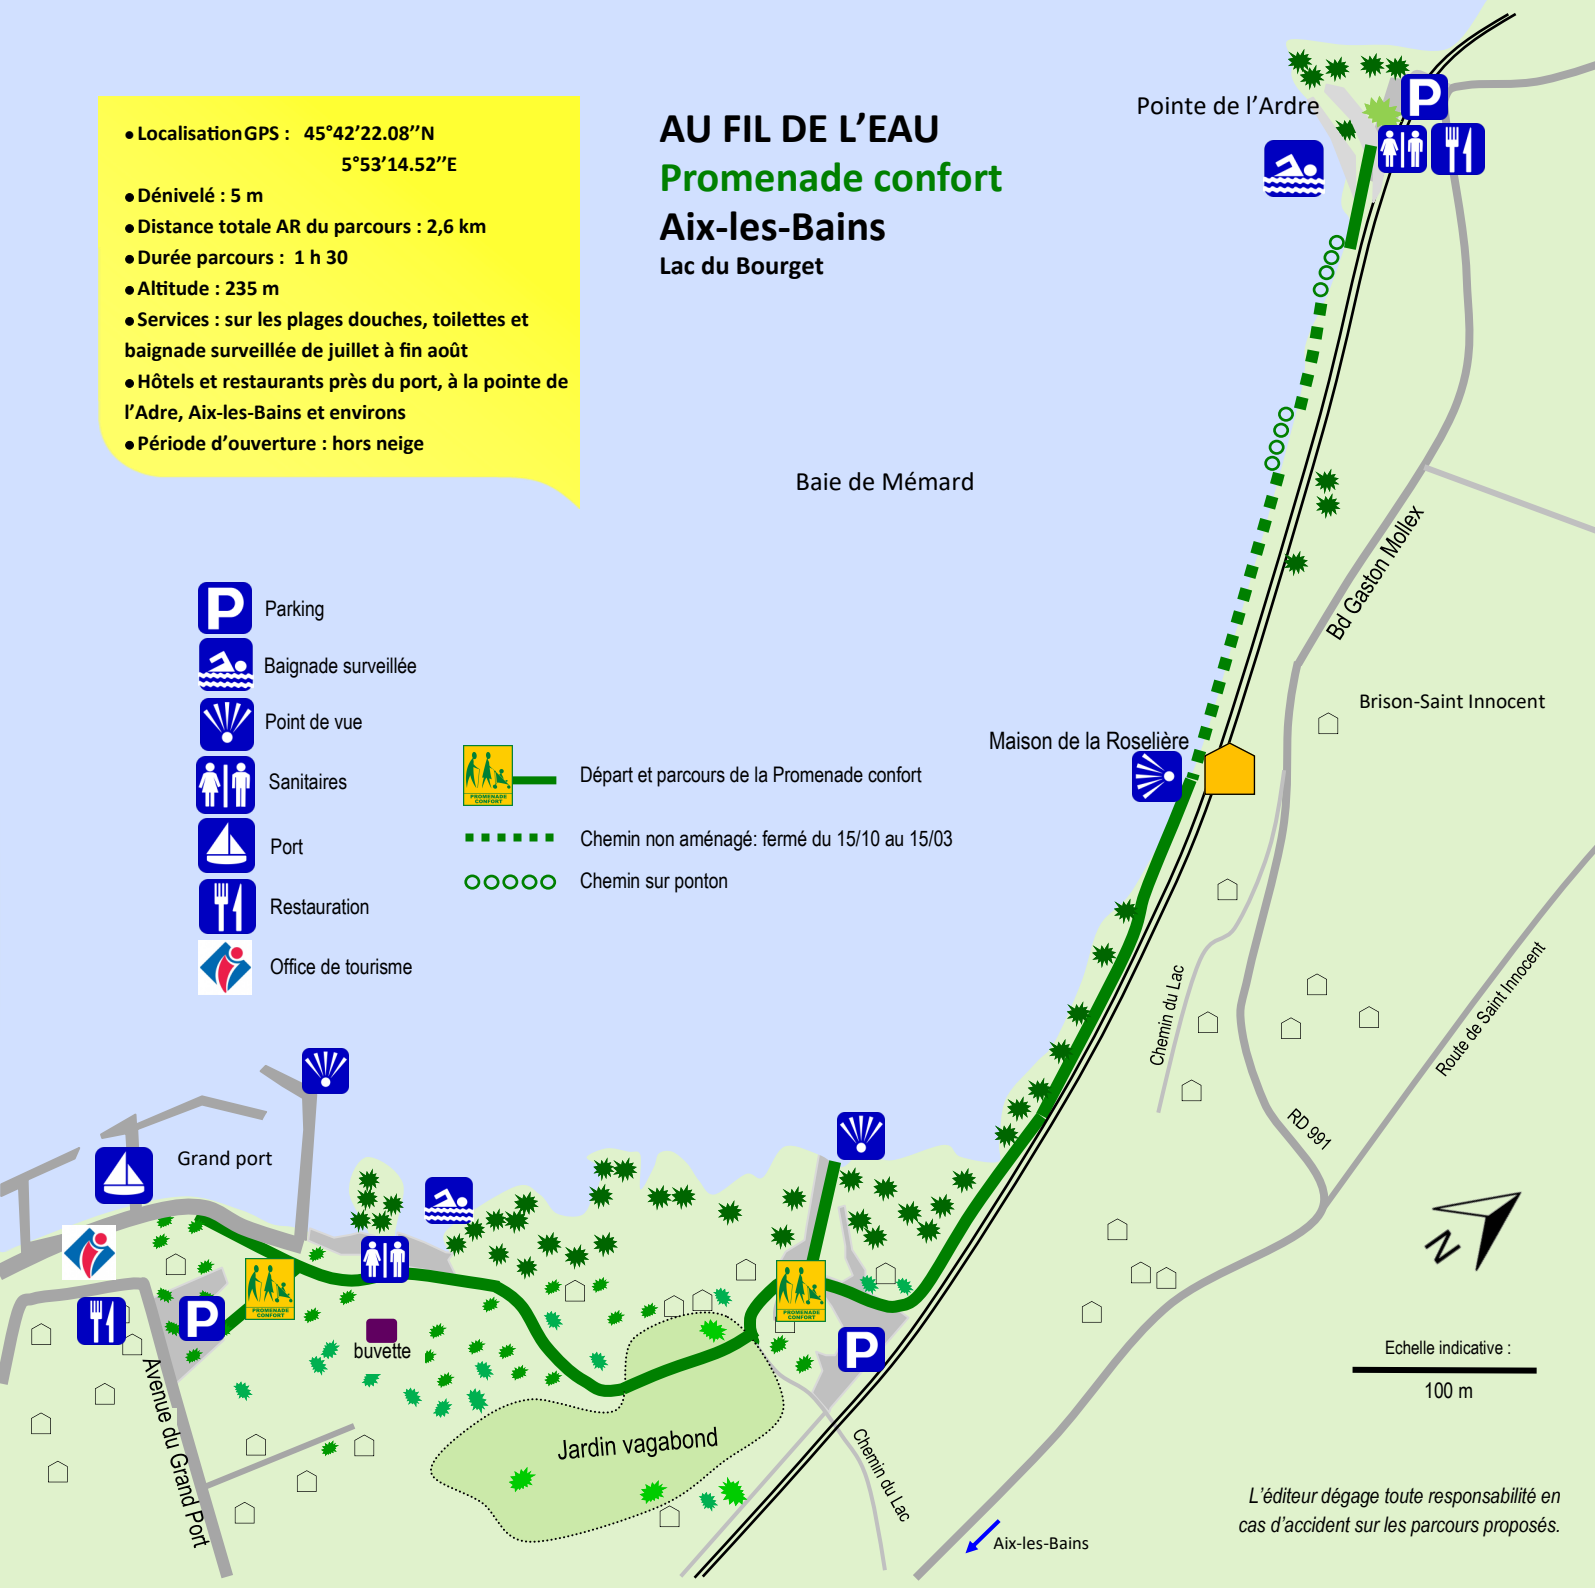 ● Localisation GPS : 45°42’22.08’’N
5°53’14.52’’E
● Dénivelé : 5 m
● Distance totale AR du parcours : 2,6 km
● Durée parcours : 1 h 30
● Altitude : 235 m
● Services : sur les plages douches, toilettes et
baignade surveillée de juillet à fin août
● Hôtels et restaurants près du port, à la pointe de
l’Adre, Aix-les-Bains et environs
● Période d’ouverture : hors neige
AU FIL DE L’EAU
Promenade confort
Aix-les-Bains
Lac du Bourget
Pointe de l’Ardre
P
Baie de Mémard
P
Parking
Baignade surveillée
Point de vue
Sanitaires
Port
Restauration
Office de tourisme
PROMENADE
CONFORT
Départ et parcours de la Promenade confort
Chemin non aménagé: fermé du 15/10 au 15/03
Chemin sur ponton
Bd Gaston Mollex
Brison-Saint Innocent
Maison de la Roselière
Chemin du Lac
Route de Saint Innocent
RD 991
Grand port
PROMENADE
CONFORT
P
buvette
Avenue du Grand Port
Jardin vagabond
PROMENADE
CONFORT
P
Chemin du Lac
N
Echelle indicative :
100 m
L’éditeur dégage toute responsabilité en
cas d’accident sur les parcours proposés.
Aix-les-Bains